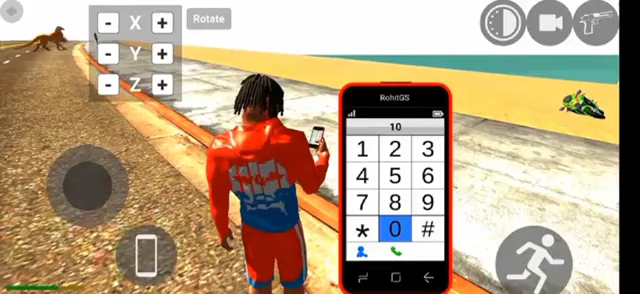 - X +
Rotate
- Y +
- Z +
RohitGS
10
1 2 3
4 5 6
7 8 9
* 0 #